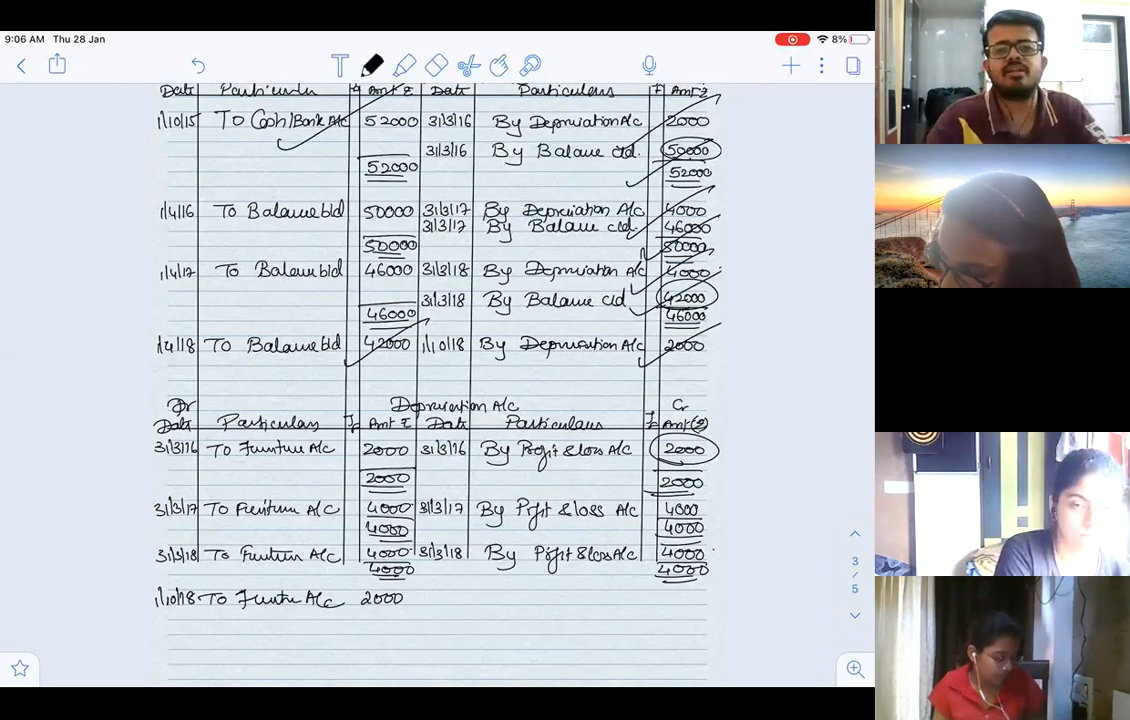 9:06 AM Thu 28 Jan
8%
Date Particulars Amt ₹ Date Particulars Amt ₹
1/10/15 To Cash/Bank A/c 52000 31/3/16 By Depreciation A/c 2000
31/3/16 By Balance c/d. 50000
52000 52000
1/4/16 To Balance b/d 50000 31/3/17 By Depreciation A/c 4000
31/3/17 By Balance c/d. 46000
50000 50000
1/4/17 To Balance b/d 46000 31/3/18 By Depreciation A/c 4000
31/3/18 By Balance c/d 42000
46000 46000
1/4/18 To Balance b/d 42000 1/10/18 By Depreciation A/c 2000
Dr Depreciation A/c Cr
Date Particulars Amt ₹ Date Particulars Amt (₹)
31/3/16 To Furniture A/c 2000 31/3/16 By Profit & loss A/c 2000
2000 2000
31/3/17 To Furniture A/c 4000 31/3/17 By Profit & loss A/c 4000
4000 4000
31/3/18 To Furniture A/c 4000 31/3/18 By Profit & loss A/c 4000
4000 4000
1/10/18 To Furniture A/c 2000
3
/
5